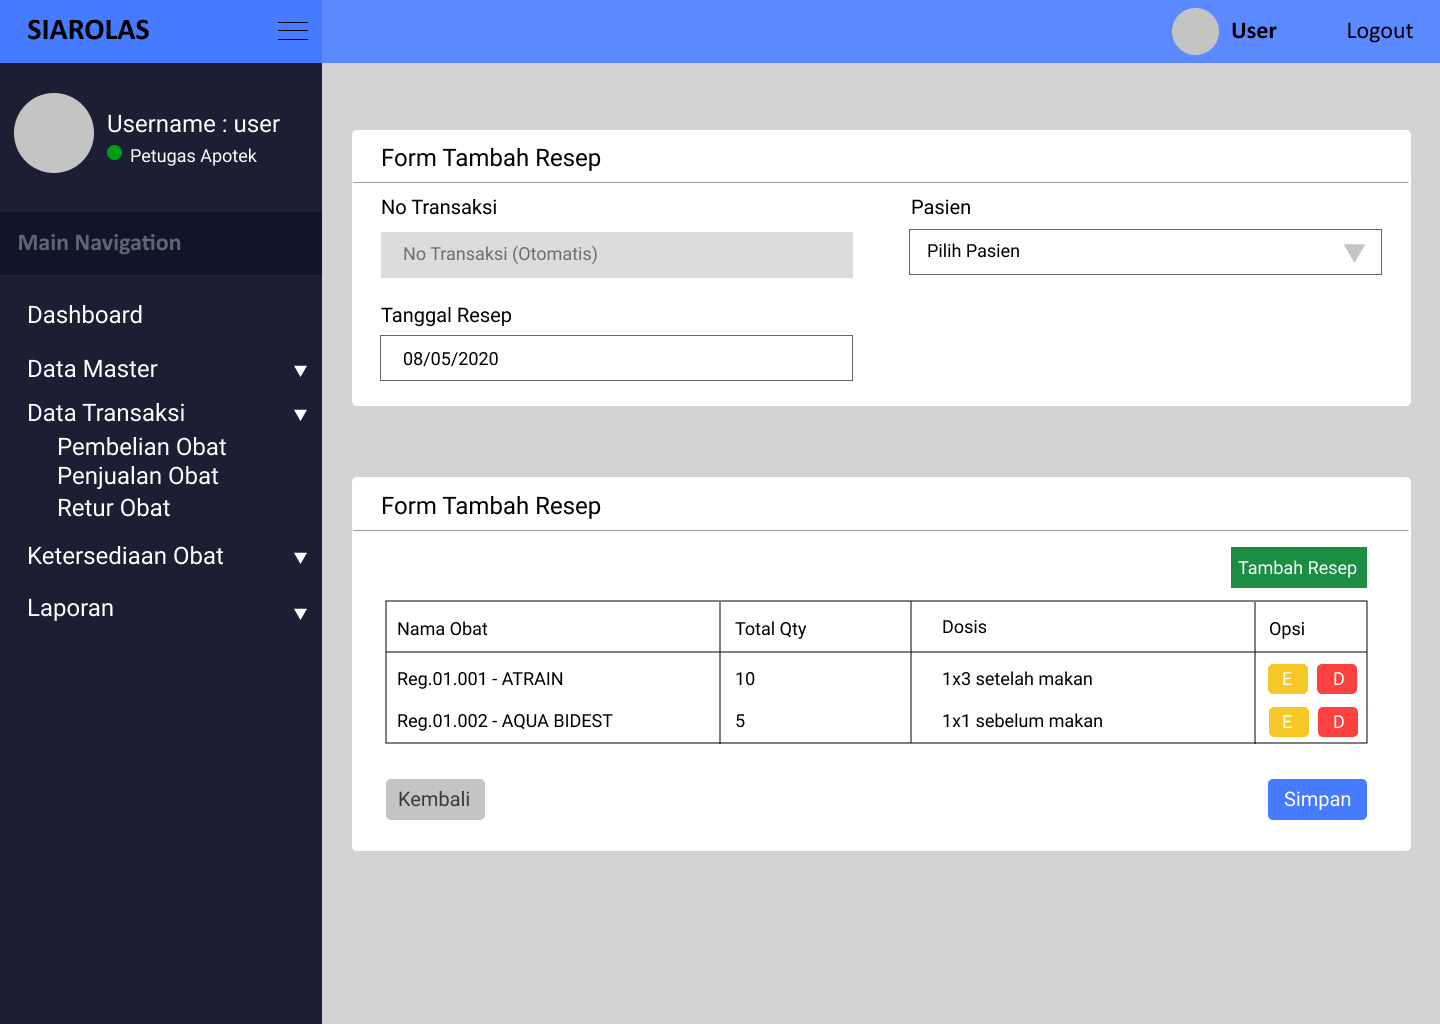 SIAROLAS
User
Logout
Username : user
Petugas Apotek
Main Navigation
Dashboard
Data Master
Data Transaksi
Pembelian Obat
Penjualan Obat
Retur Obat
Ketersediaan Obat
Laporan
Form Tambah Resep
No Transaksi
Pasien
No Transaksi (Otomatis)
Pilih Pasien
Tanggal Resep
08/05/2020
Form Tambah Resep
Tambah Resep
Nama Obat Total Qty Dosis Opsi
Reg.01.001 - ATRAIN 10 1x3 setelah makan E D
Reg.01.002 - AQUA BIDEST 5 1x1 sebelum makan E D
Kembali
Simpan